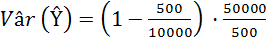 Vâr (Ŷ) = (1 − 500/10000) · 50000/500